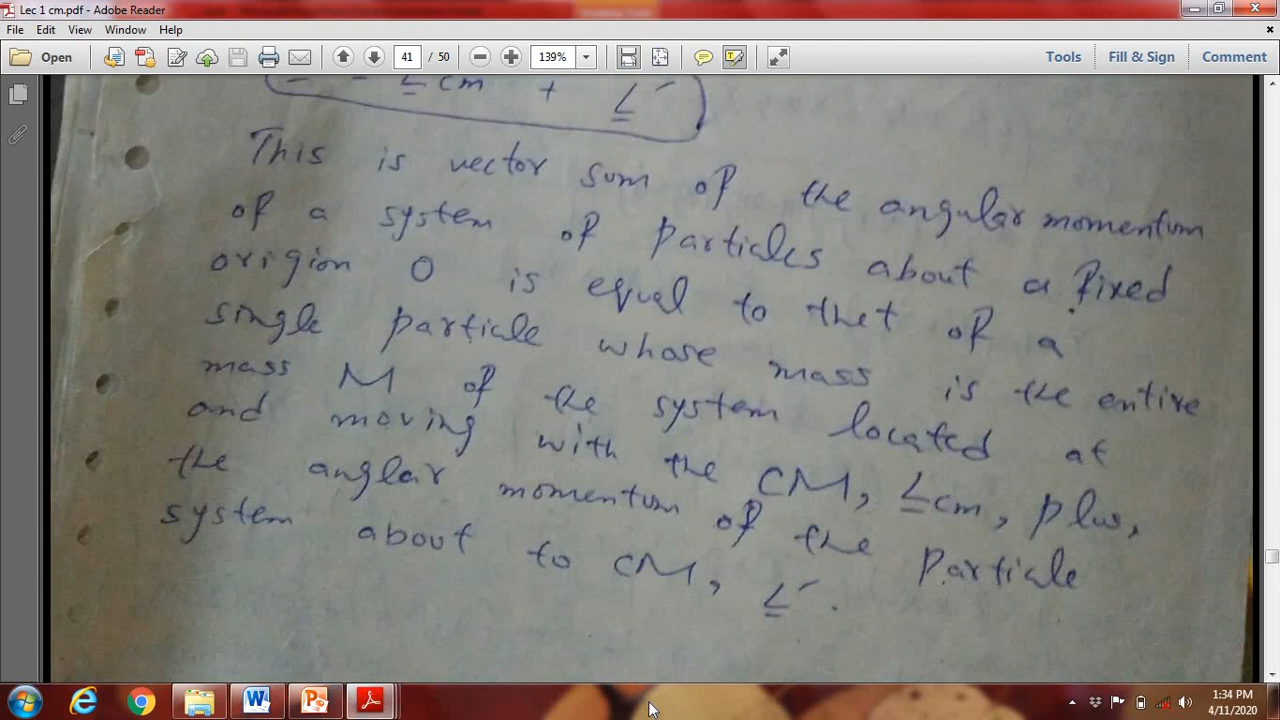 Lec 1 cm.pdf - Adobe Reader
File Edit View Window Help
Open 41 / 50 139% Tools Fill & Sign Comment
Lcm + L′
This is vector sum of the angular momentum
of a system of particles about a fixed
origion O is equal to thet of a
single particle whose mass is the entire
mass M of the system located at
and moving with the CM, Lcm, plus,
the anglar momentum of the particle
system about to CM, L′.
1:34 PM
4/11/2020